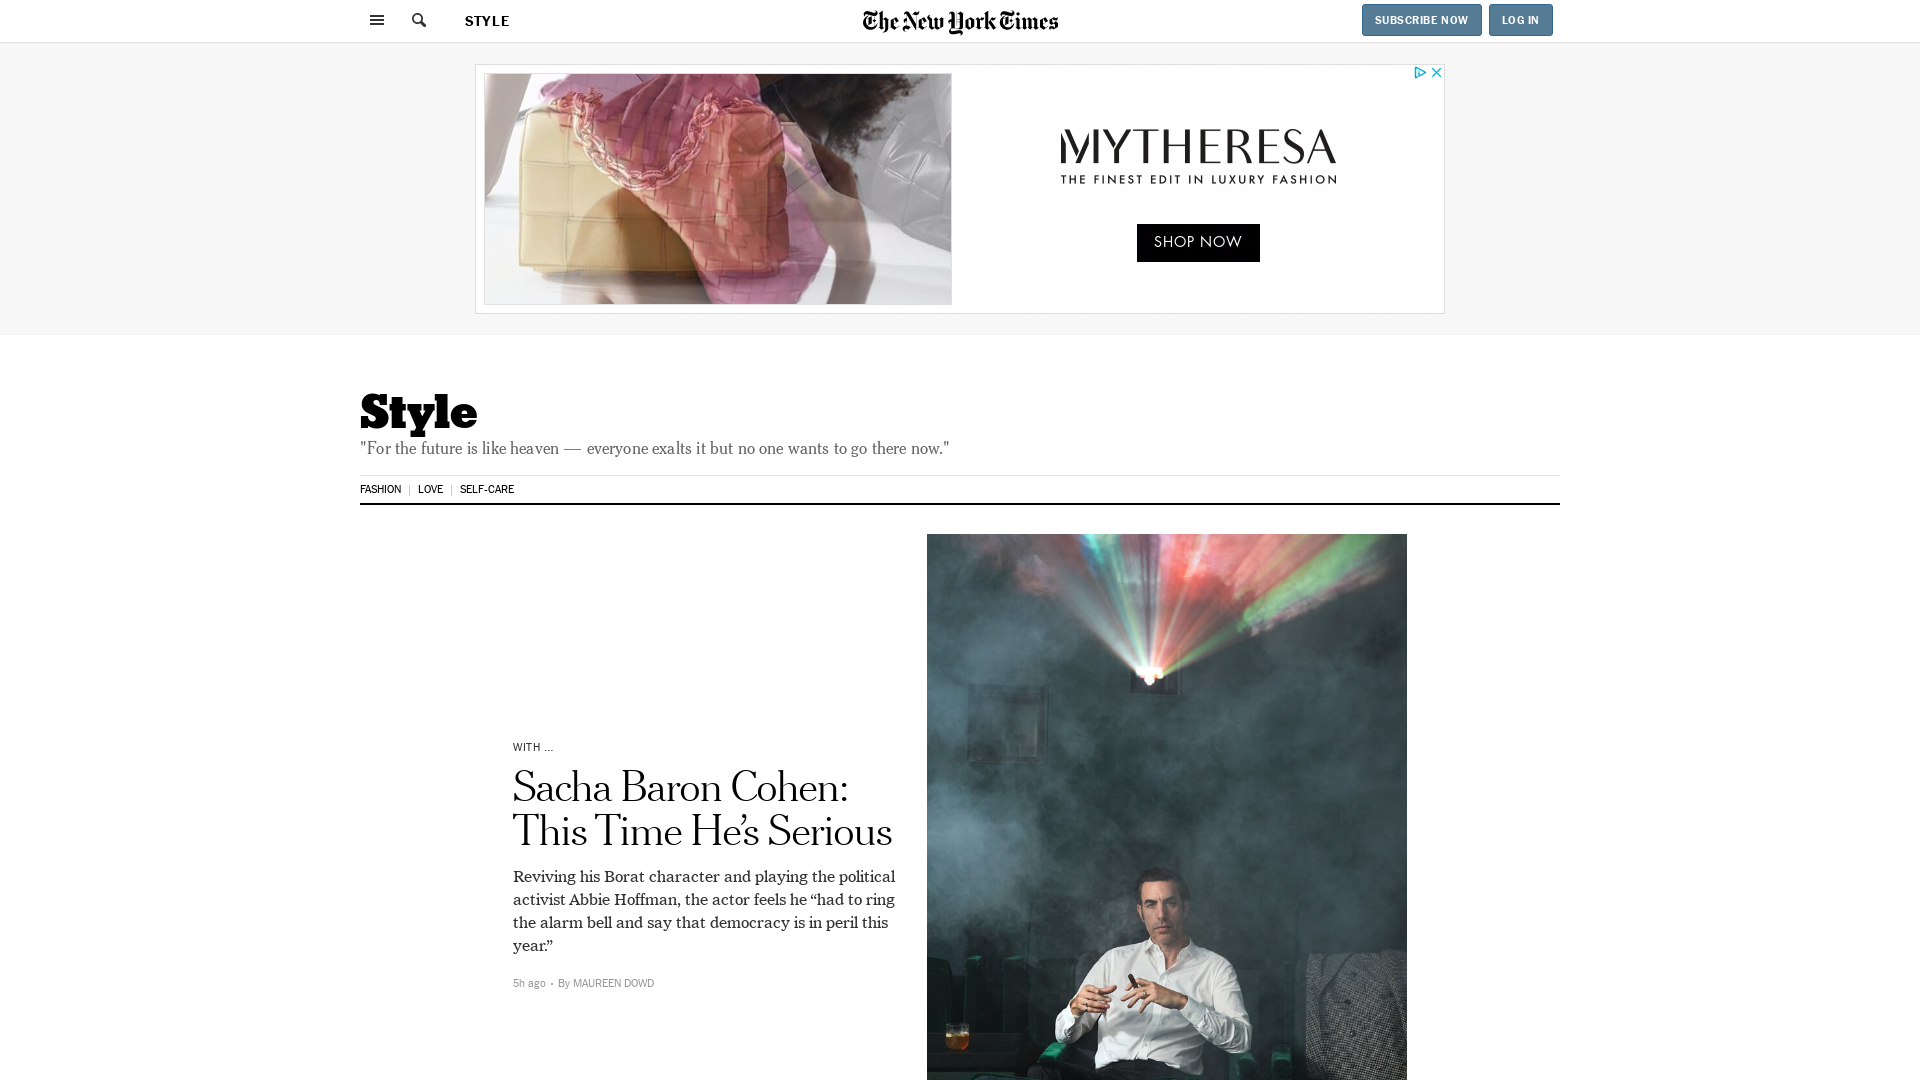 STYLE
The New York Times
SUBSCRIBE NOW
LOG IN
MYTHERESA
THE FINEST EDIT IN LUXURY FASHION
SHOP NOW
Style
"For the future is like heaven — everyone exalts it but no one wants to go there now."
FASHION | LOVE | SELF-CARE
WITH ...
Sacha Baron Cohen:
This Time He’s Serious
Reviving his Borat character and playing the political
activist Abbie Hoffman, the actor feels he “had to ring
the alarm bell and say that democracy is in peril this
year.”
5h ago • By MAUREEN DOWD